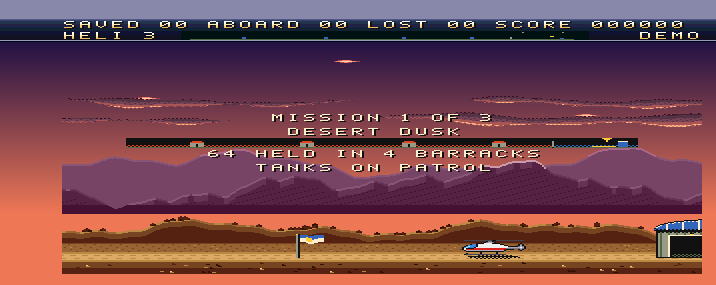 SAVED 00 ABOARD 00 LOST 00 SCORE 000000
HELI 3 DEMO
MISSION 1 OF 3
DESERT DUSK
64 HELD IN 4 BARRACKS
TANKS ON PATROL